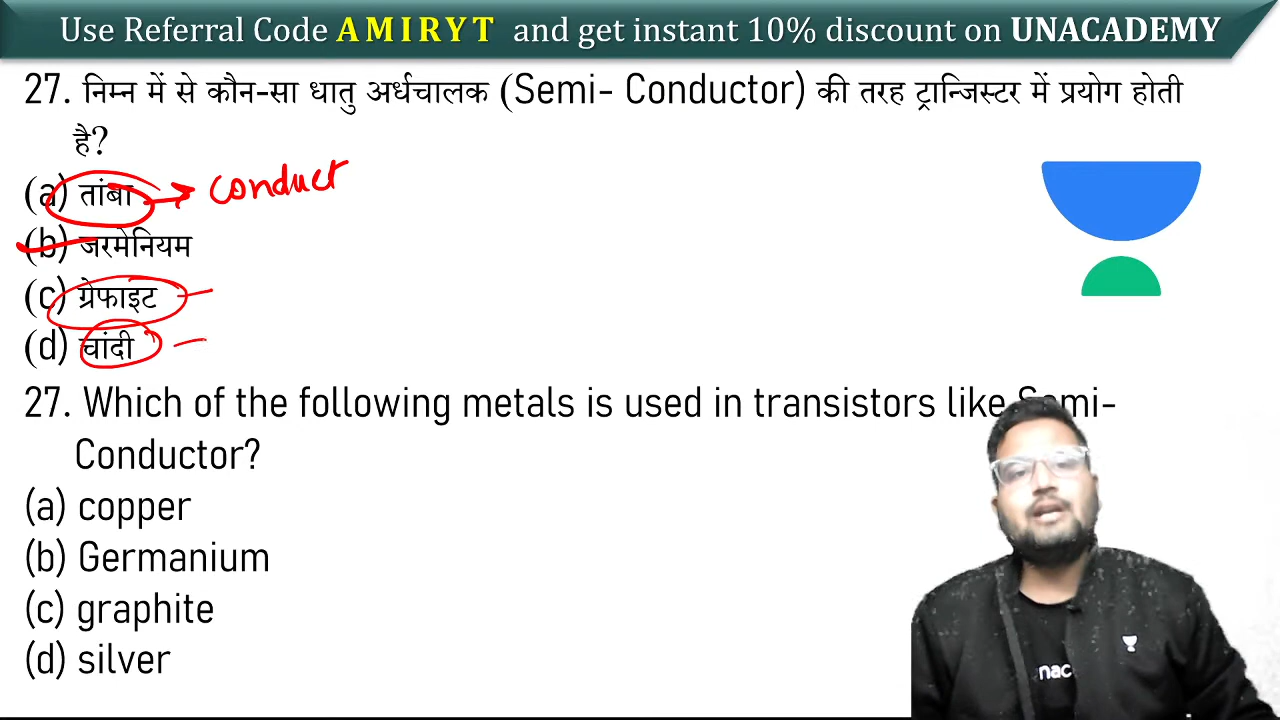 Use Referral Code AMIRYT and get instant 10% discount on UNACADEMY
27. निम्न में से कौन-सा धातु अर्धचालक (Semi- Conductor) की तरह ट्रान्जिस्टर में प्रयोग होती
है?
(a) तांबा conduct
(b) जरमेनियम
(c) ग्रेफाइट
(d) चांदी
27. Which of the following metals is used in transistors like Semi-
Conductor?
(a) copper
(b) Germanium
(c) graphite
(d) silver
nac